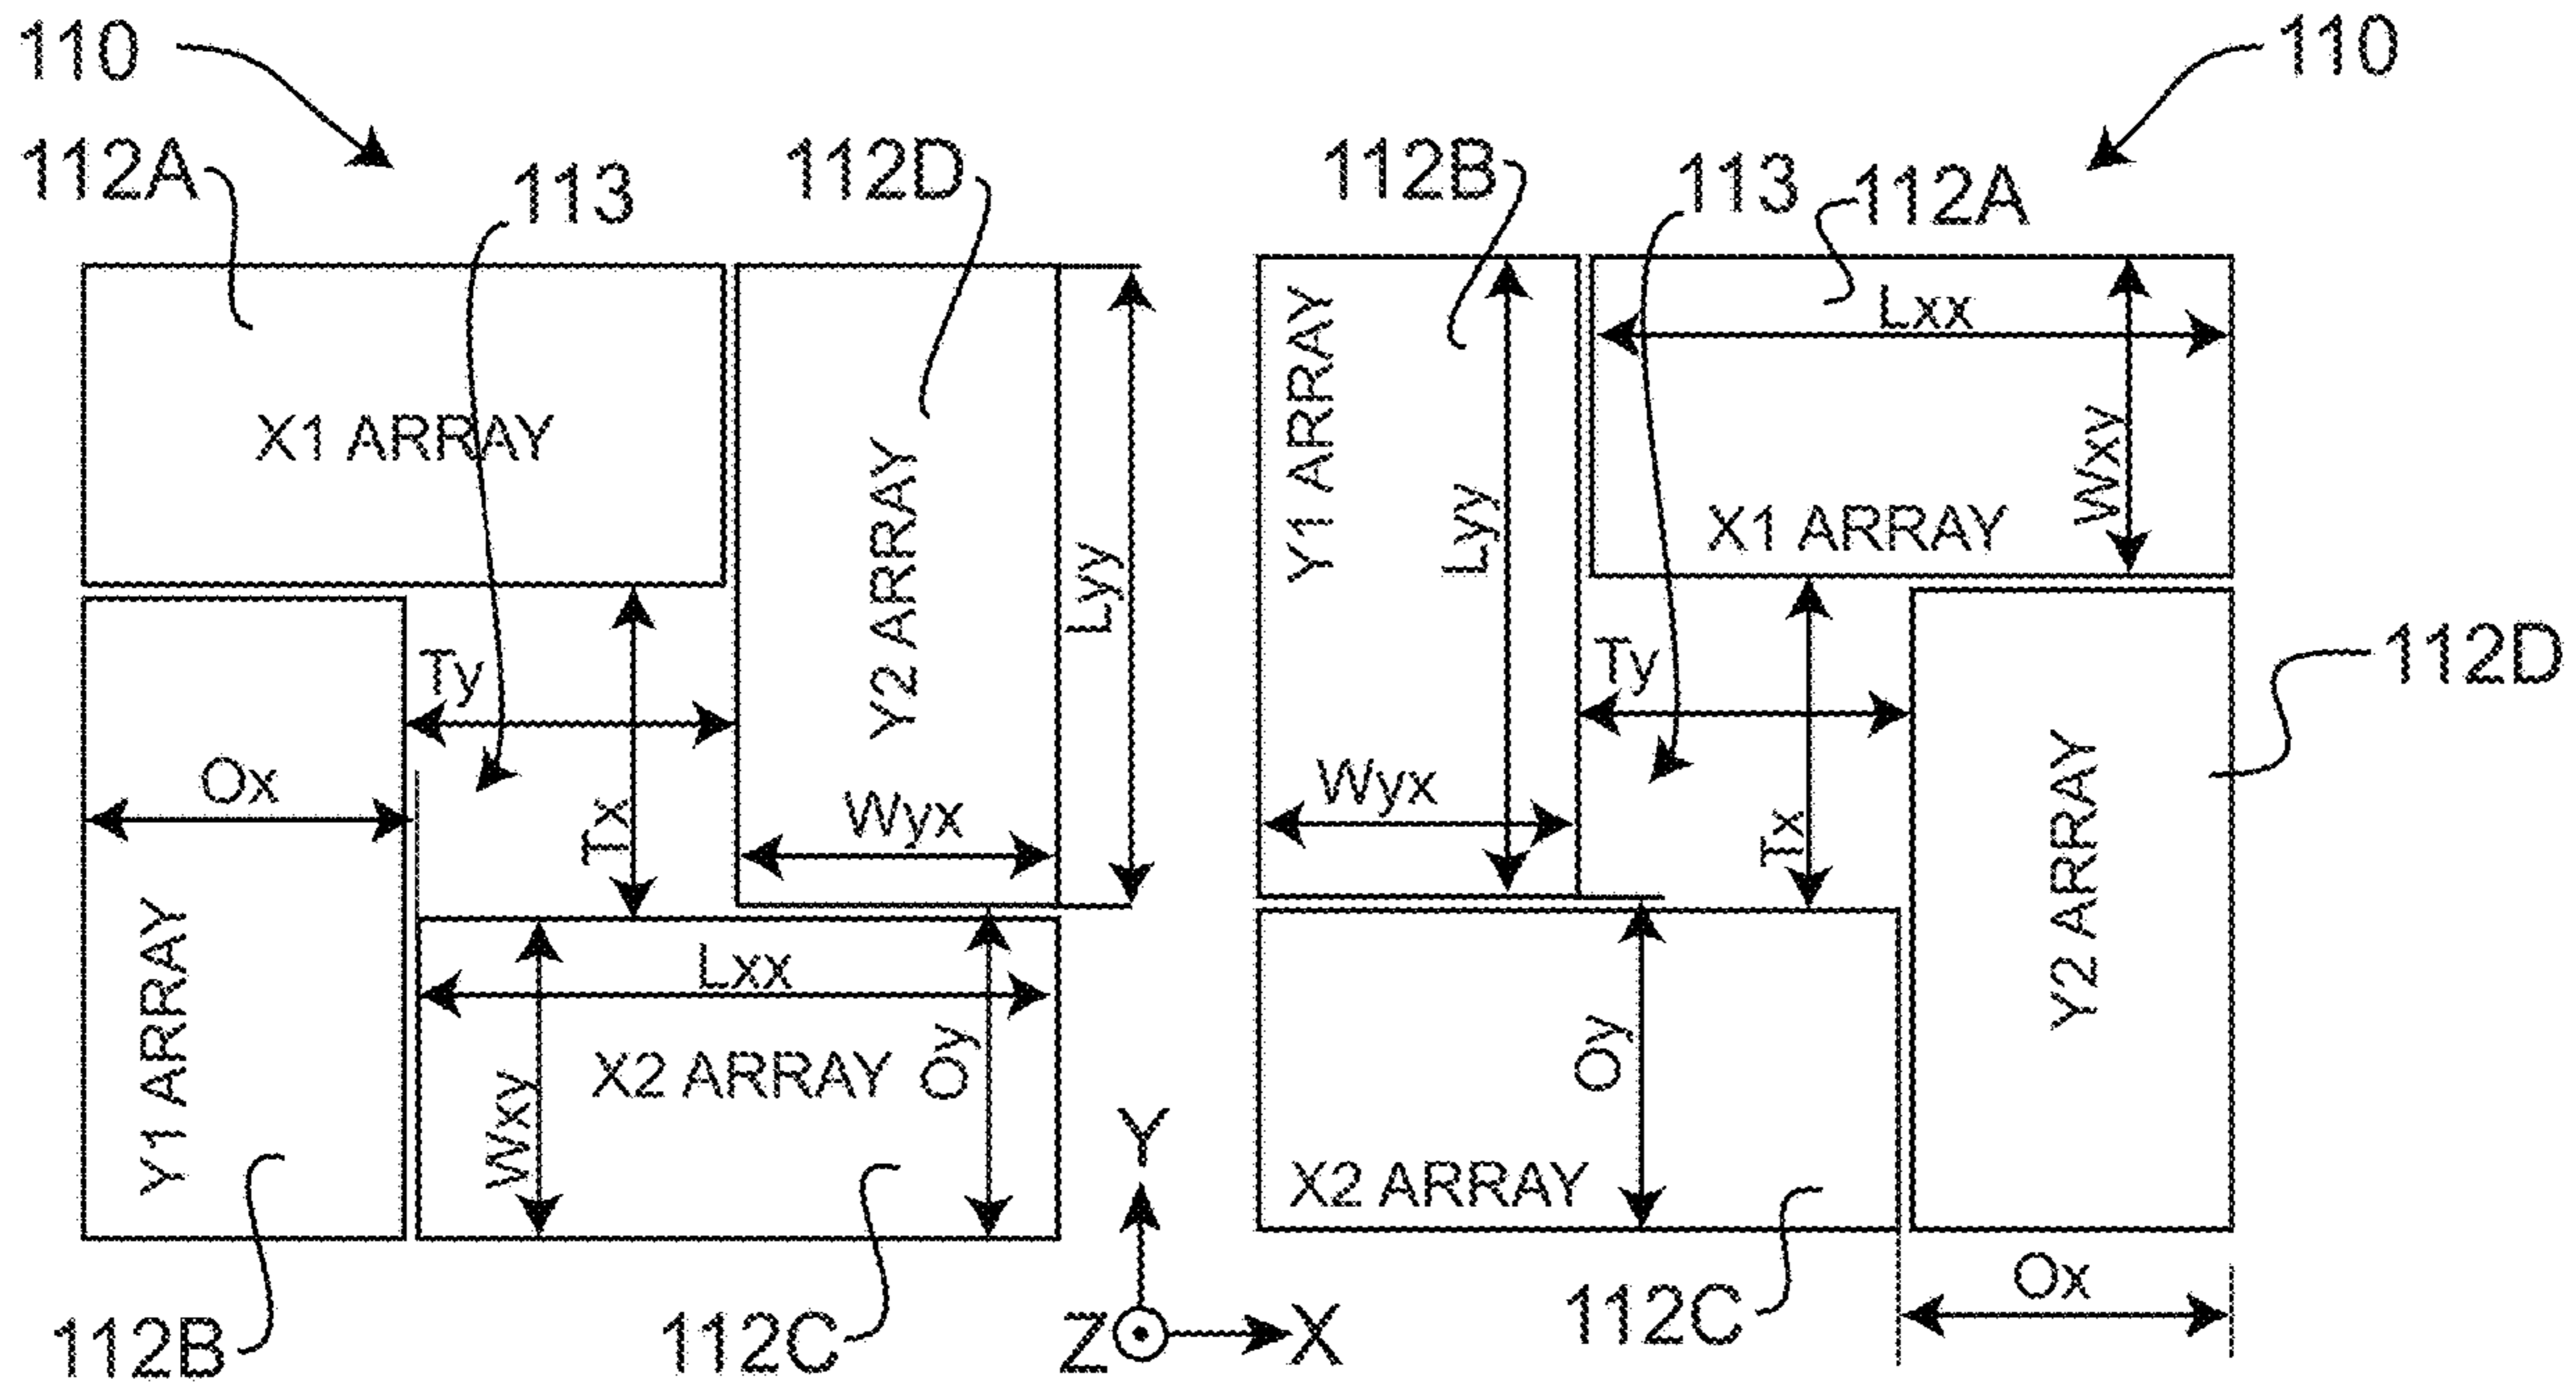 110
110
112A
113
112D
112B
113
112A
X1 ARRAY
Y2 ARRAY
Lyy
Wyx
Ty
Tx
Ox
Y1 ARRAY
Lxx
Wxy
X2 ARRAY
Oy
112B
112C
Y
Z
X
Y1 ARRAY
Lyy
Wyx
Lxx
Wxy
X1 ARRAY
Ty
Tx
112D
Y2 ARRAY
Oy
X2 ARRAY
112C
Ox